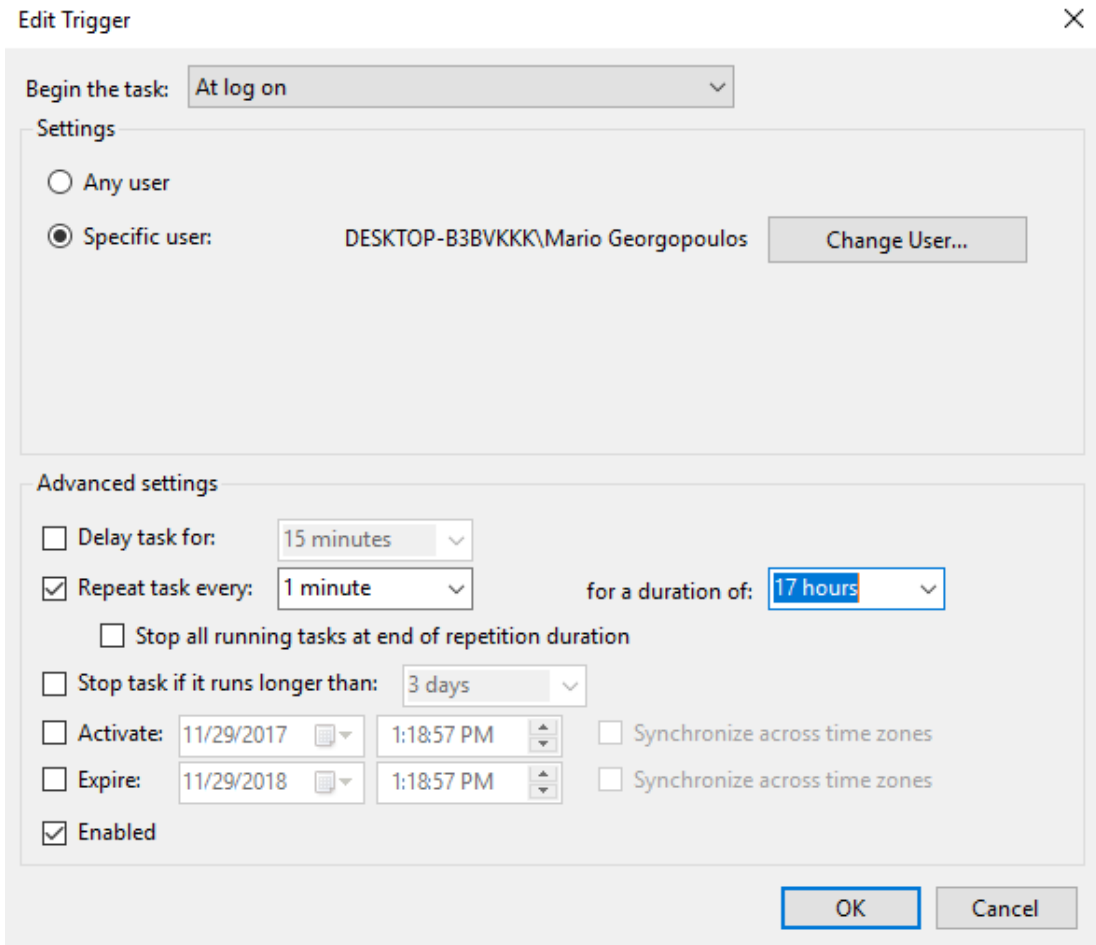 Edit Trigger
Begin the task: At log on
Settings
Any user
Specific user: DESKTOP-B3BVKKK\Mario Georgopoulos Change User...
Advanced settings
Delay task for: 15 minutes
Repeat task every: 1 minute for a duration of: 17 hours
Stop all running tasks at end of repetition duration
Stop task if it runs longer than: 3 days
Activate: 11/29/2017 1:18:57 PM Synchronize across time zones
Expire: 11/29/2018 1:18:57 PM Synchronize across time zones
Enabled
OK Cancel